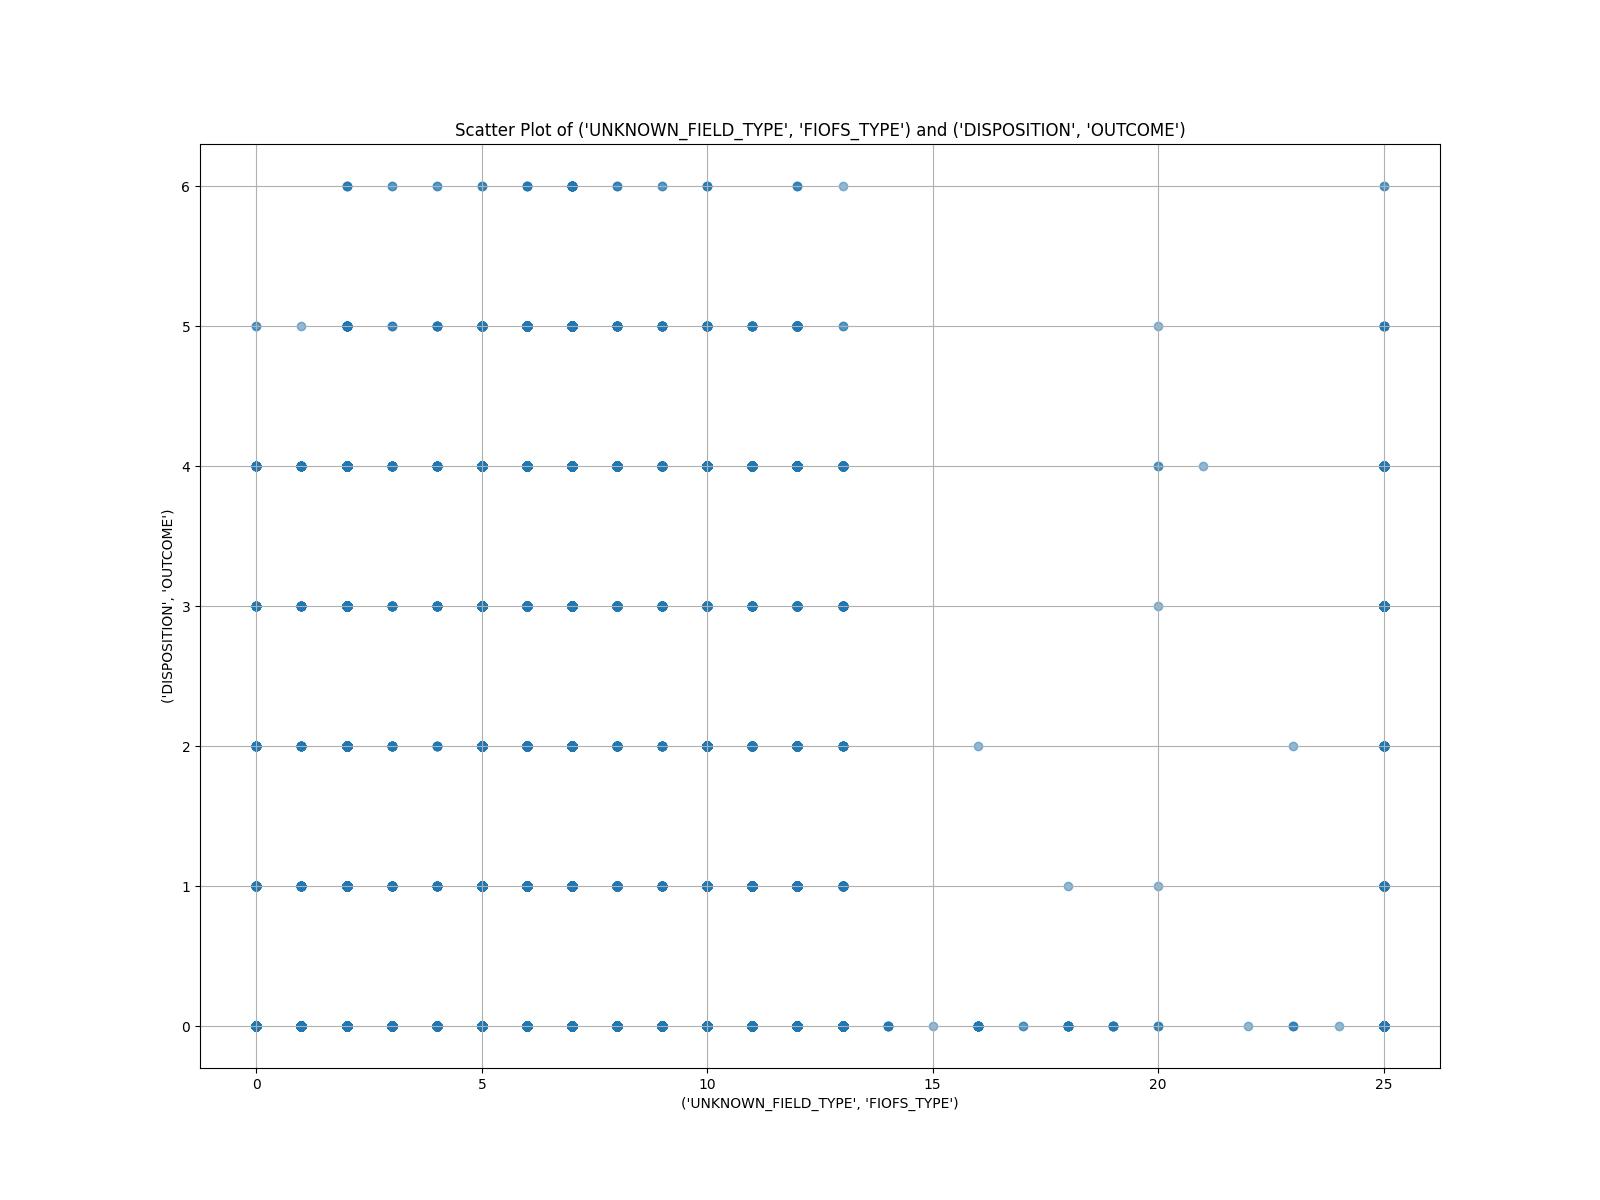 Scatter Plot of ('UNKNOWN_FIELD_TYPE', 'FIOFS_TYPE') and ('DISPOSITION', 'OUTCOME')
6
5
4
3
2
1
0
('DISPOSITION', 'OUTCOME')
0 5 10 15 20 25
('UNKNOWN_FIELD_TYPE', 'FIOFS_TYPE')